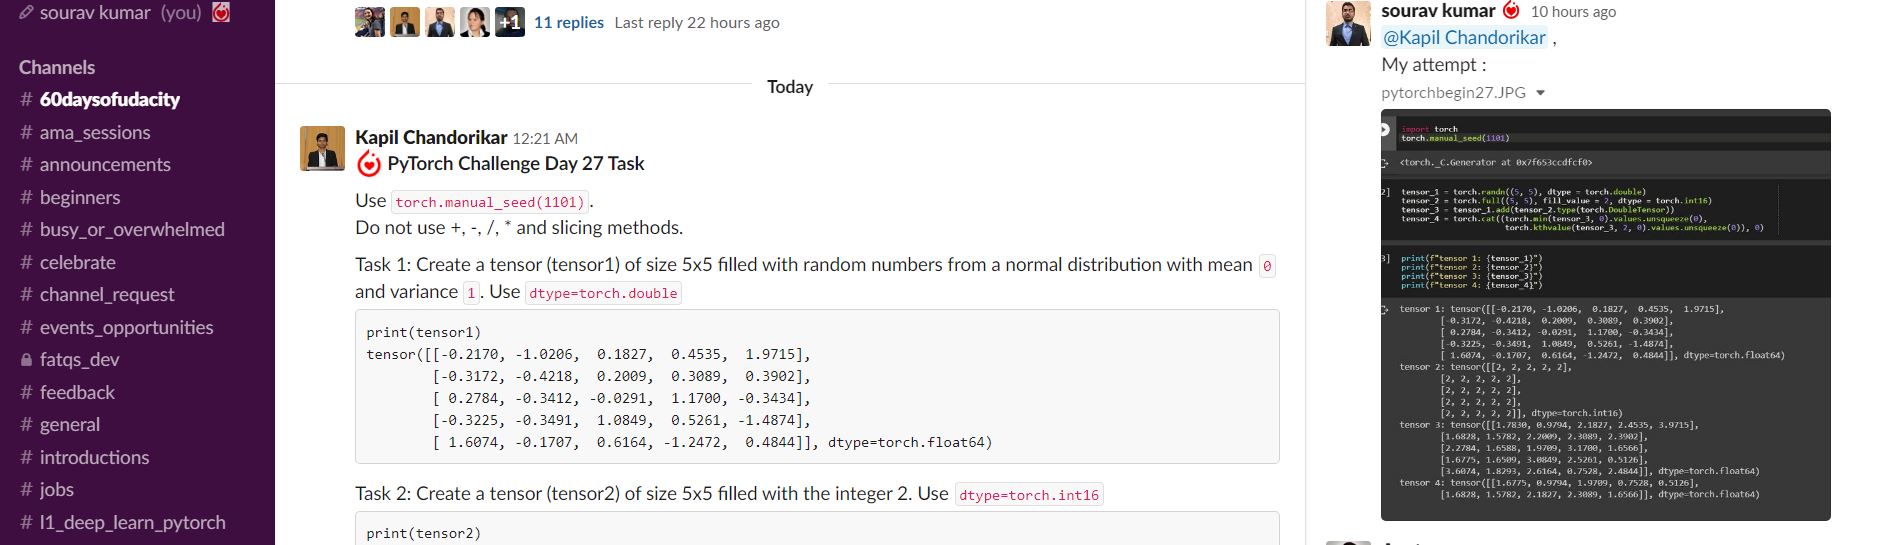 sourav kumar (you)
Channels
# 60daysofudacity
# ama_sessions
# announcements
# beginners
# busy_or_overwhelmed
# celebrate
# channel_request
# events_opportunities
fatqs_dev
# feedback
# general
# introductions
# jobs
# l1_deep_learn_pytorch
+1 11 replies Last reply 22 hours ago
Today
Kapil Chandorikar 12:21 AM
PyTorch Challenge Day 27 Task
Use torch.manual_seed(1101).
Do not use +, -, /, * and slicing methods.
Task 1: Create a tensor (tensor1) of size 5x5 filled with random numbers from a normal distribution with mean 0
and variance 1. Use dtype=torch.double
print(tensor1)
tensor([[-0.2170, -1.0206, 0.1827, 0.4535, 1.9715],
[-0.3172, -0.4218, 0.2009, 0.3089, 0.3902],
[ 0.2784, -0.3412, -0.0291, 1.1700, -0.3434],
[-0.3225, -0.3491, 1.0849, 0.5261, -1.4874],
[ 1.6074, -0.1707, 0.6164, -1.2472, 0.4844]], dtype=torch.float64)
Task 2: Create a tensor (tensor2) of size 5x5 filled with the integer 2. Use dtype=torch.int16
print(tensor2)
sourav kumar 10 hours ago
@Kapil Chandorikar ,
My attempt :
pytorchbegin27.JPG
import torch
torch.manual_seed(1101)
<torch._C.Generator at 0x7f653ccdfcf0>
2] tensor_1 = torch.randn((5, 5), dtype = torch.double)
tensor_2 = torch.full((5, 5), fill_value = 2, dtype = torch.int16)
tensor_3 = tensor_1.add(tensor_2.type(torch.DoubleTensor))
tensor_4 = torch.cat((torch.min(tensor_3, 0).values.unsqueeze(0),
torch.kthvalue(tensor_3, 2, 0).values.unsqueeze(0)), 0)
3] print(f"tensor 1: {tensor_1}")
print(f"tensor 2: {tensor_2}")
print(f"tensor 3: {tensor_3}")
print(f"tensor 4: {tensor_4}")
tensor 1: tensor([[-0.2170, -1.0206, 0.1827, 0.4535, 1.9715],
[-0.3172, -0.4218, 0.2009, 0.3089, 0.3902],
[ 0.2784, -0.3412, -0.0291, 1.1700, -0.3434],
[-0.3225, -0.3491, 1.0849, 0.5261, -1.4874],
[ 1.6074, -0.1707, 0.6164, -1.2472, 0.4844]], dtype=torch.float64)
tensor 2: tensor([[2, 2, 2, 2, 2],
[2, 2, 2, 2, 2],
[2, 2, 2, 2, 2],
[2, 2, 2, 2, 2],
[2, 2, 2, 2, 2]], dtype=torch.int16)
tensor 3: tensor([[1.7830, 0.9794, 2.1827, 2.4535, 3.9715],
[1.6828, 1.5782, 2.2009, 2.3089, 2.3902],
[2.2784, 1.6588, 1.9709, 3.1700, 1.6566],
[1.6775, 1.6509, 3.0849, 2.5261, 0.5126],
[3.6074, 1.8293, 2.6164, 0.7528, 2.4844]], dtype=torch.float64)
tensor 4: tensor([[1.6775, 0.9794, 1.9709, 0.7528, 0.5126],
[1.6828, 1.5782, 2.1827, 2.3089, 1.6566]], dtype=torch.float64)